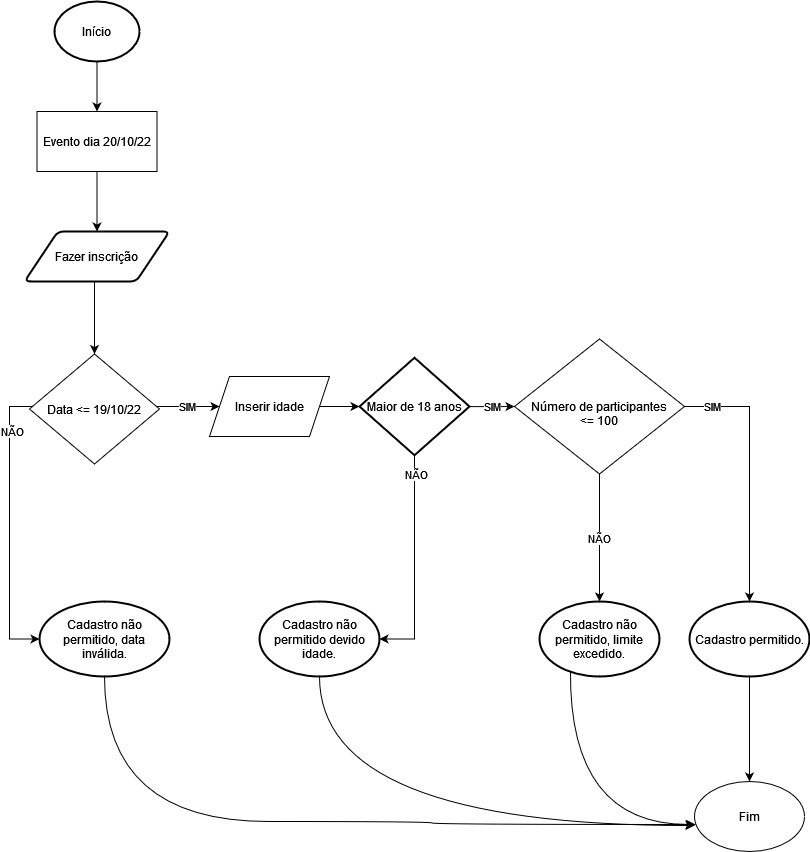 Início
Evento dia 20/10/22
Fazer inscrição
Data <= 19/10/22
SIM
Inserir idade
Maior de 18 anos
SIM
Número de participantes
<= 100
SIM
NÃO
NÃO
NÃO
Cadastro não
permitido, data
inválida.
Cadastro não
permitido devido
idade.
Cadastro não
permitido, limite
excedido.
Cadastro permitido.
Fim